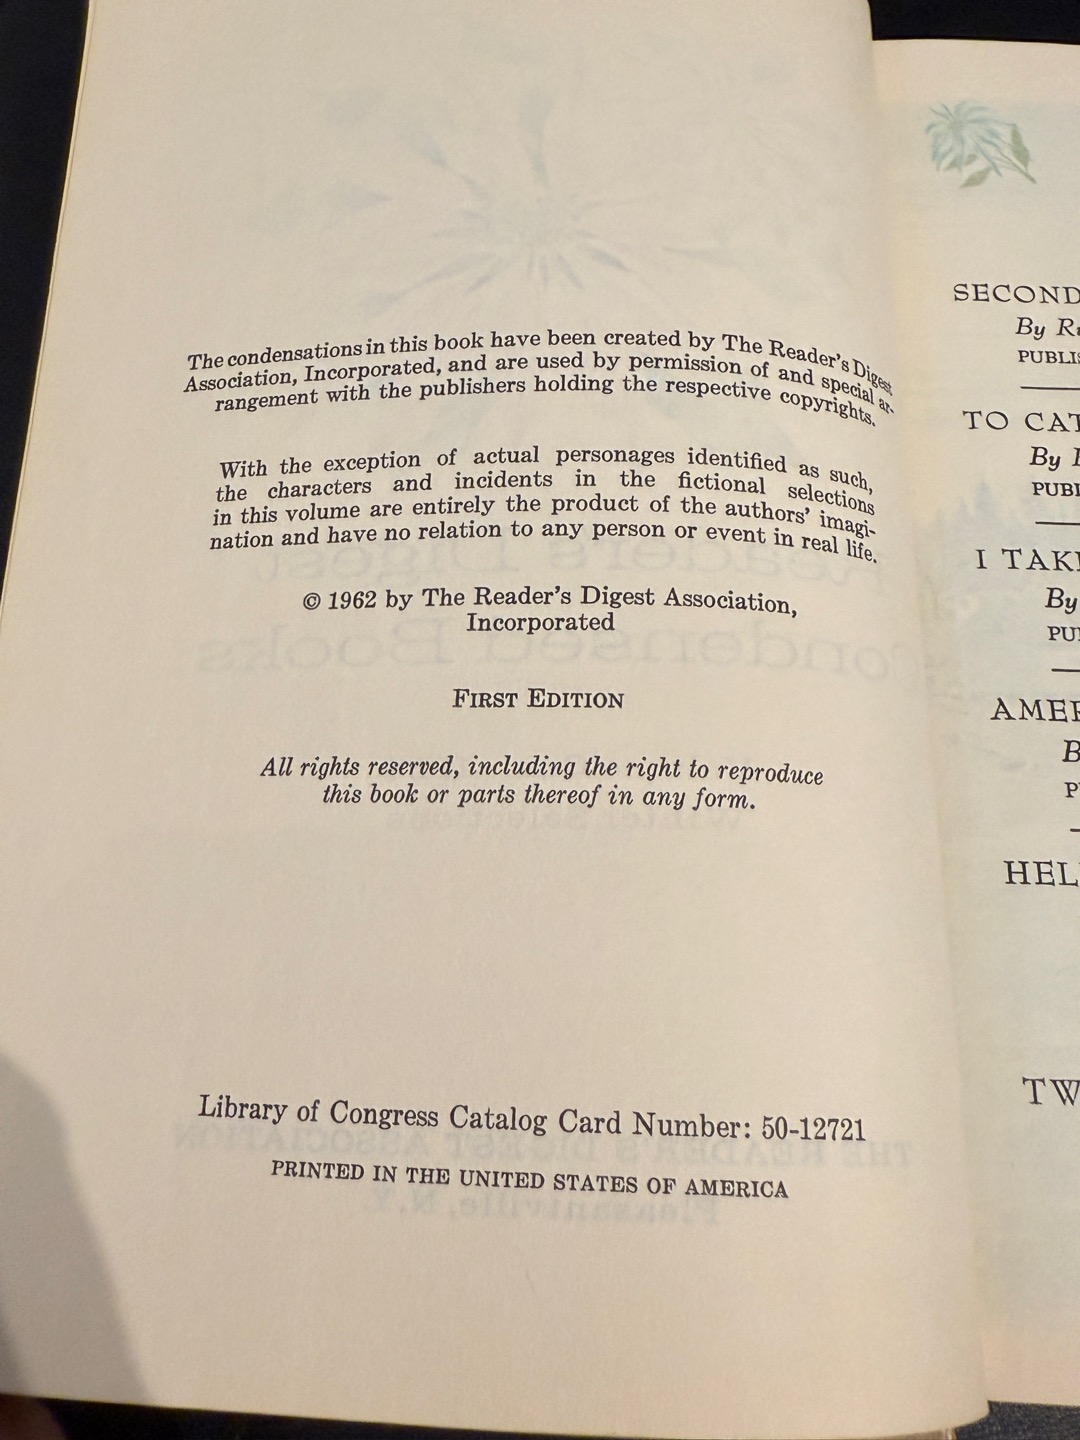 The condensations in this book have been created by The Reader's Digest
Association, Incorporated, and are used by permission of and special ar-
rangement with the publishers holding the respective copyrights.
With the exception of actual personages identified as such,
the characters and incidents in the fictional selections
in this volume are entirely the product of the authors' imagi-
nation and have no relation to any person or event in real life.
© 1962 by The Reader's Digest Association,
Incorporated
FIRST EDITION
All rights reserved, including the right to reproduce
this book or parts thereof in any form.
Library of Congress Catalog Card Number: 50-12721
PRINTED IN THE UNITED STATES OF AMERICA
SECOND
By
TO
By
I
By